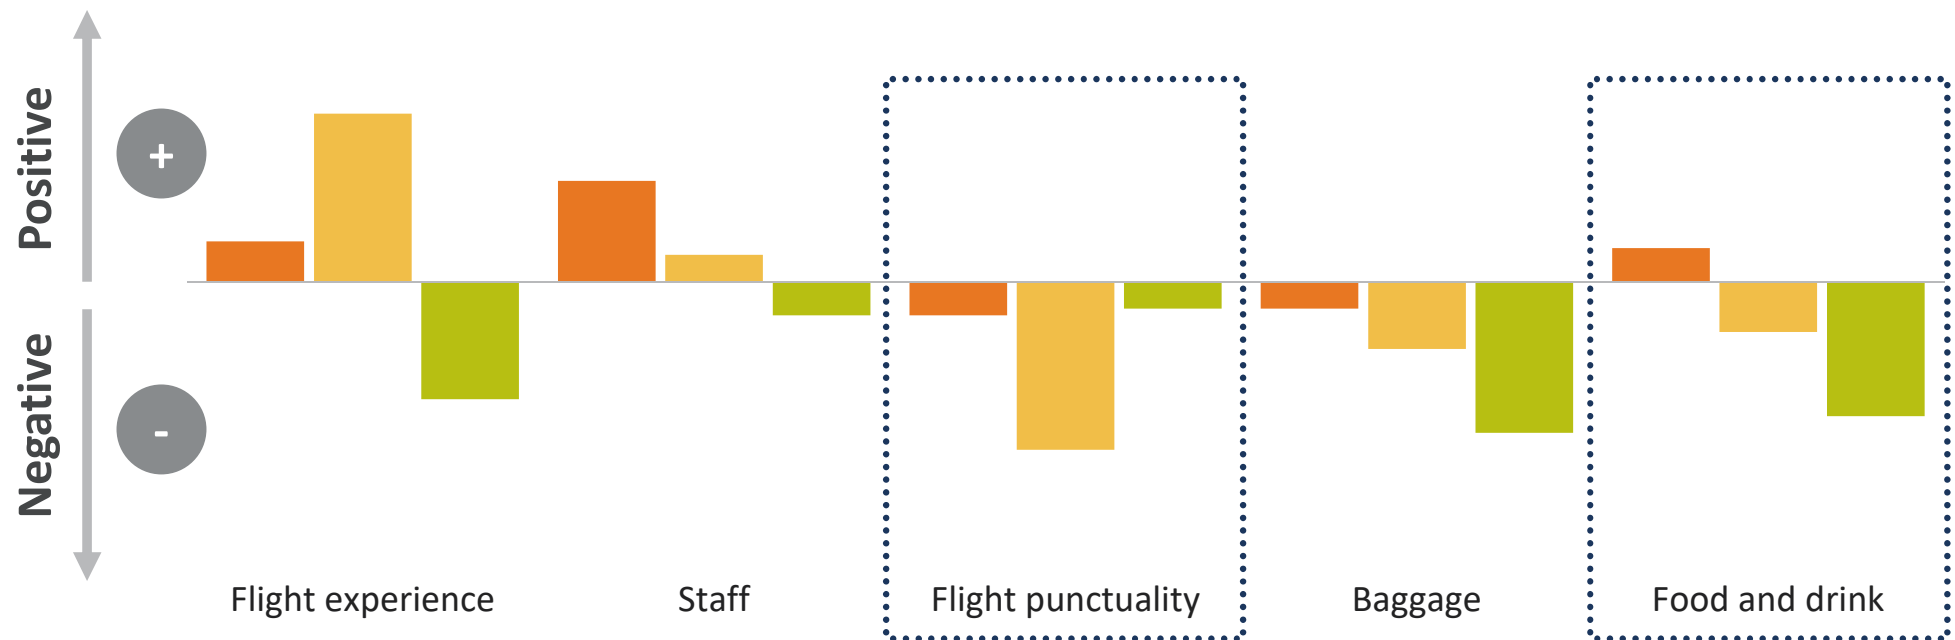 Positive
+
Negative
-
Flight experience
Staff
Flight punctuality
Baggage
Food and drink